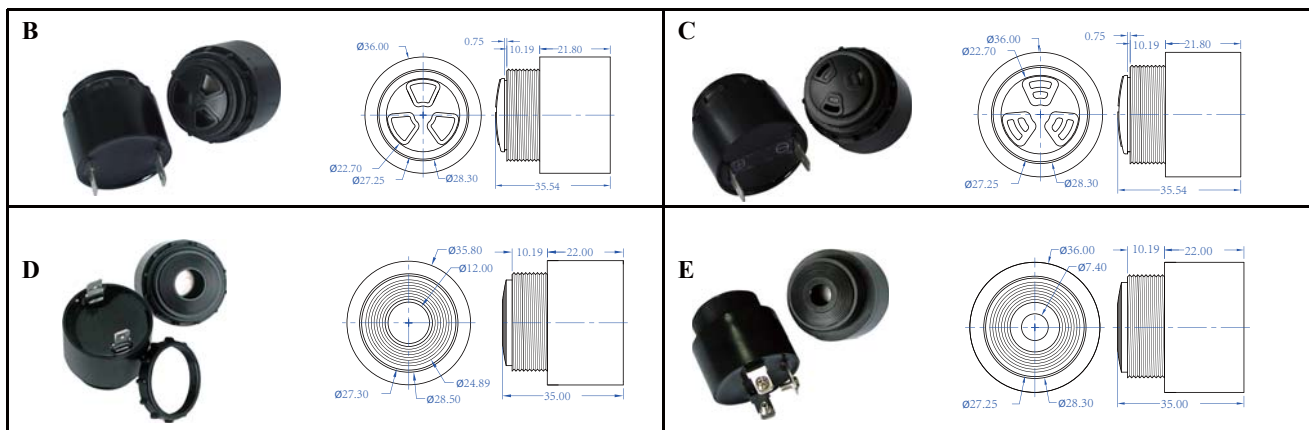 B
Ø36.00
0.75
10.19
21.80
Ø22.70
Ø27.25
Ø28.30
35.54
C
Ø36.00
Ø22.70
0.75
10.19
21.80
Ø27.25
Ø28.30
35.54
D
Ø35.80
Ø12.00
10.19
22.00
Ø27.30
Ø24.89
Ø28.50
35.00
E
Ø36.00
Ø7.40
10.19
22.00
Ø27.25
Ø28.30
35.00